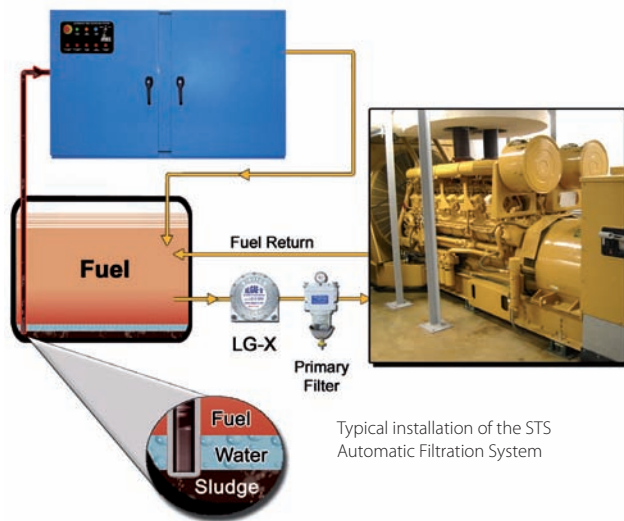 Fuel
Fuel Return
LG-X
Primary
Filter
Fuel
Water
Sludge
Typical installation of the STS
Automatic Filtration System